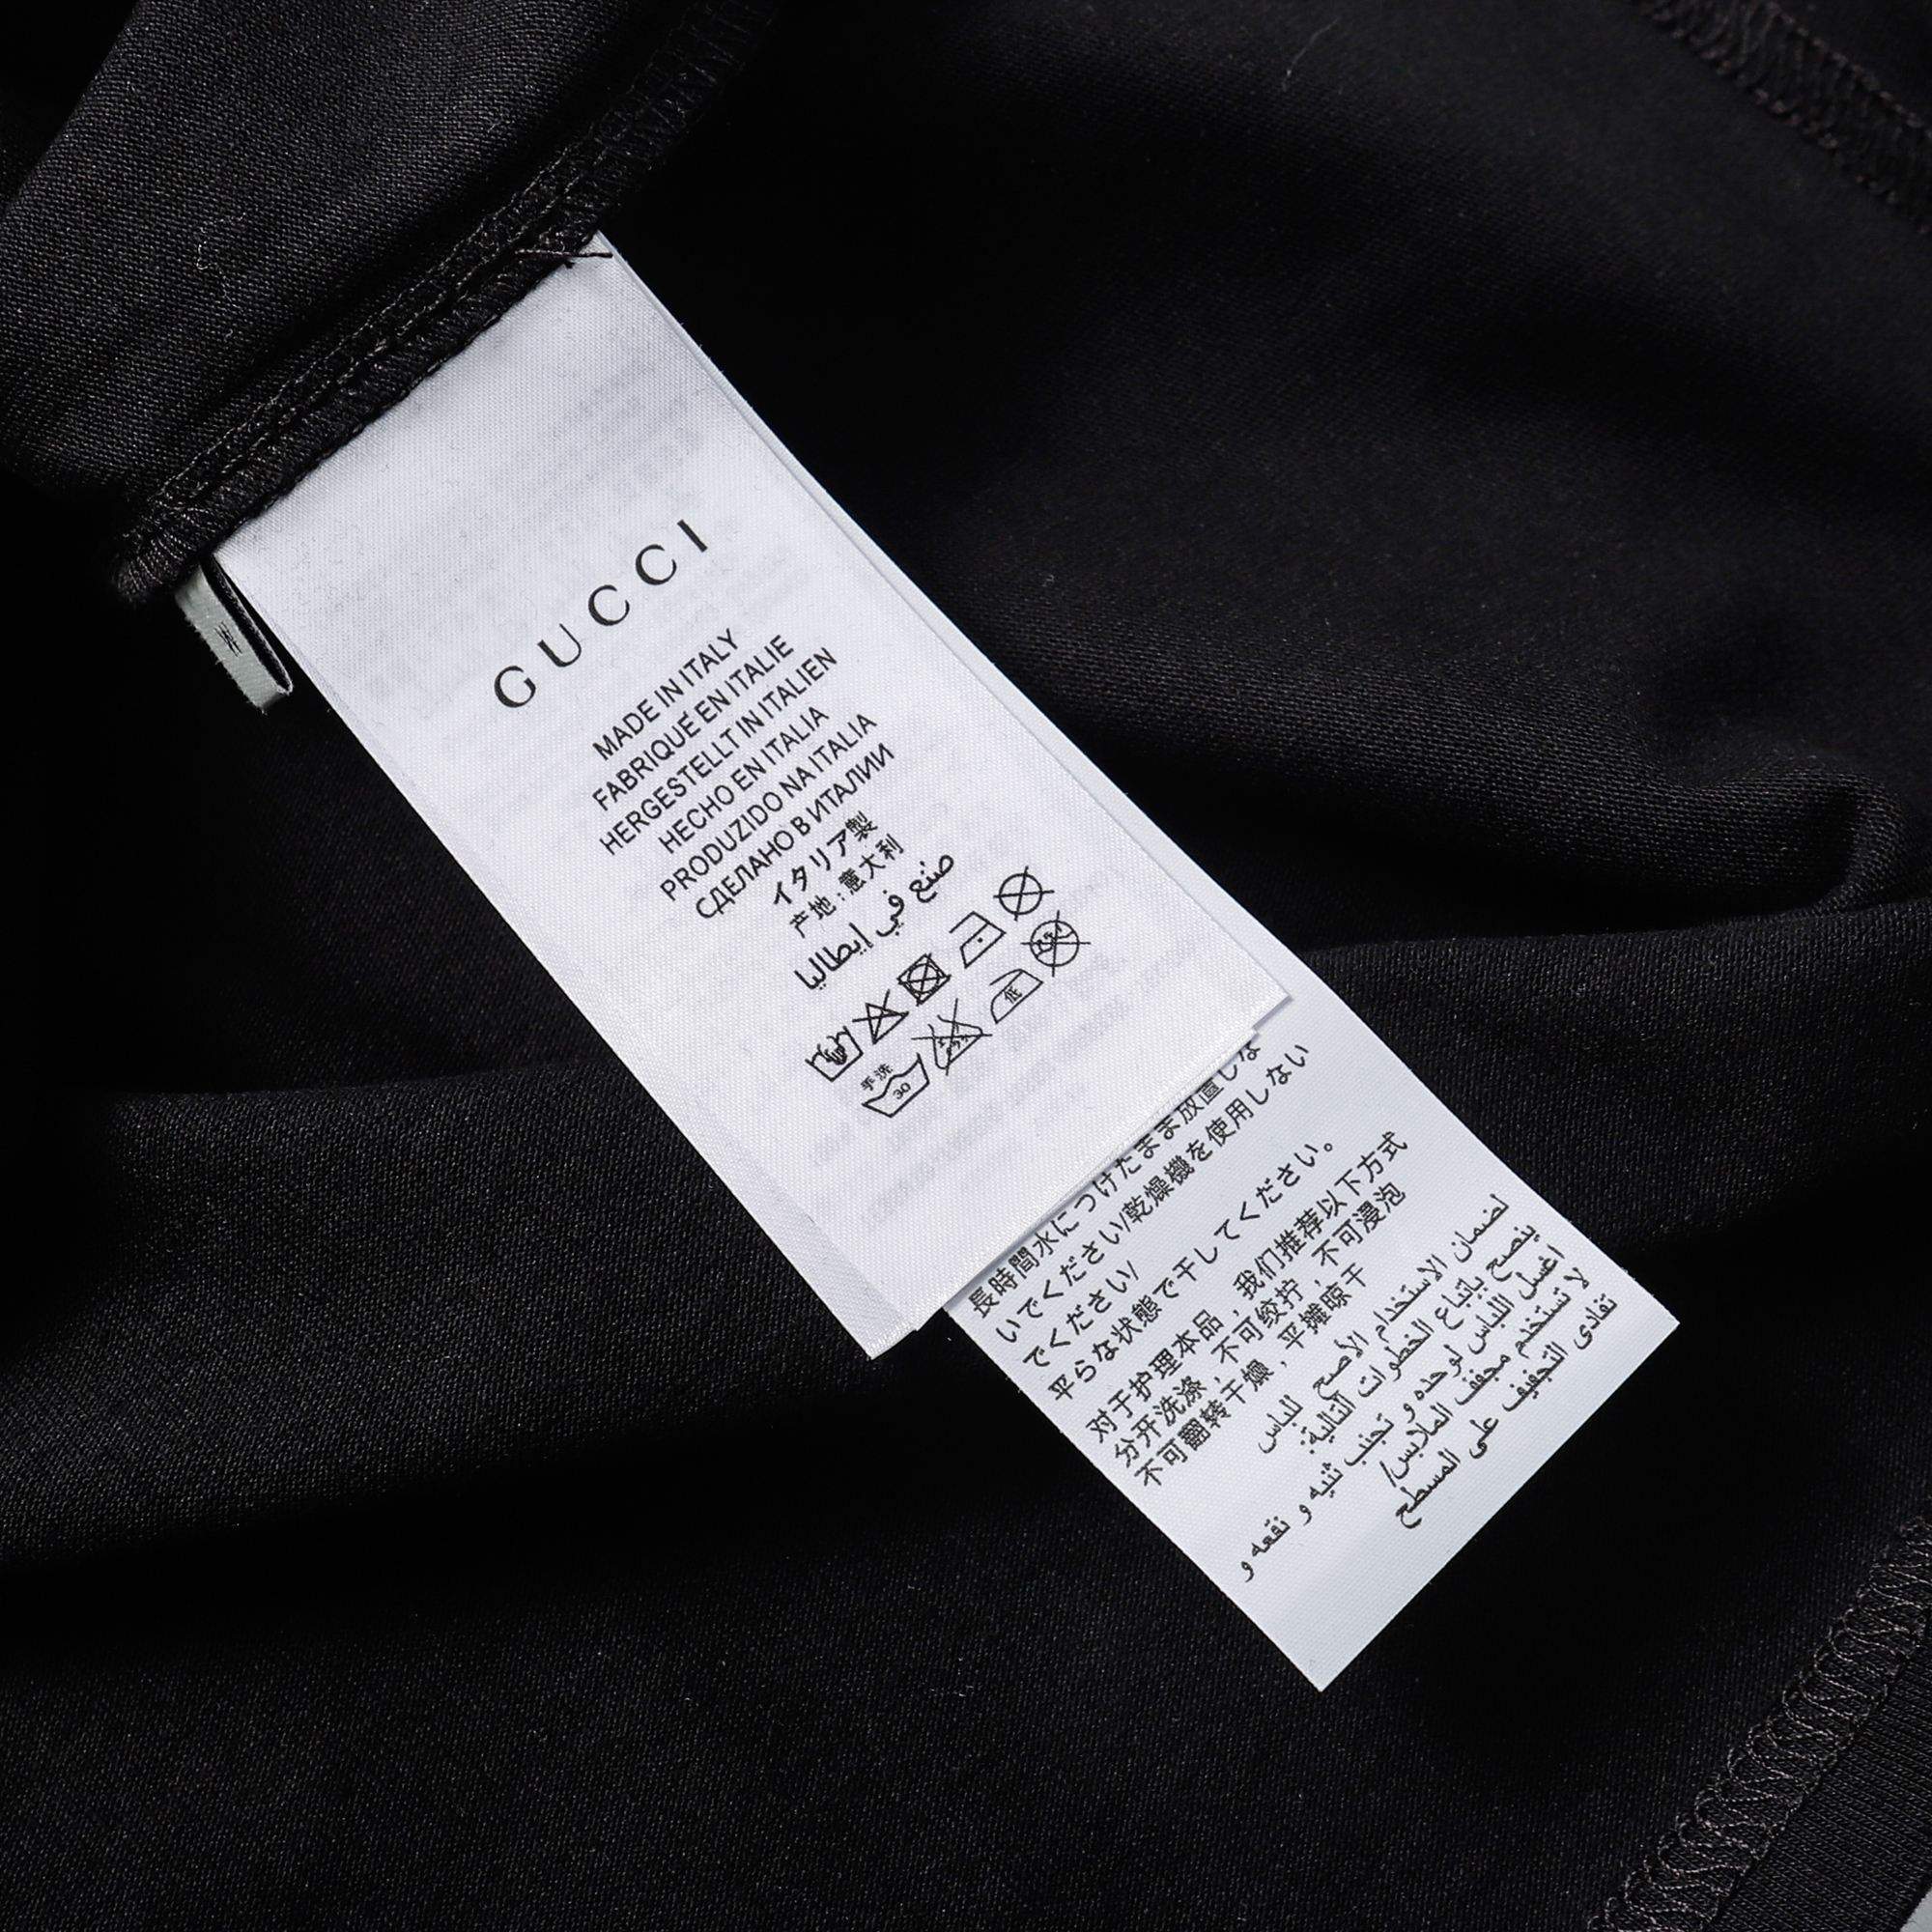 GUCCI
MADE IN ITALY
FABRIQUÉ EN ITALIE
HERGESTELLT IN ITALIEN
HECHO EN ITALIA
PRODUZIDO NA ITALIA
СДЕЛАНО В ИТАЛИИ
イタリア製
产地:意大利
صنع في إيطاليا
手洗
30
低
長時間水につけたまま放置しな
いでください/乾燥機を使用しない
でください/
平らな状態で干してください。
对于护理本品,我们推荐以下方式
分开洗涤,不可绞拧,不可浸泡
不可翻转干燥,平摊晾干
لضمان الاستخدام الأصح للباس
ينصح بإتباع الخطوات التالية:
اغسل اللباس لوحده و تجنب ثنيه و نقعه و
لا تستخدم مجفف الملابس/
تفادى التجفيف على المسطح